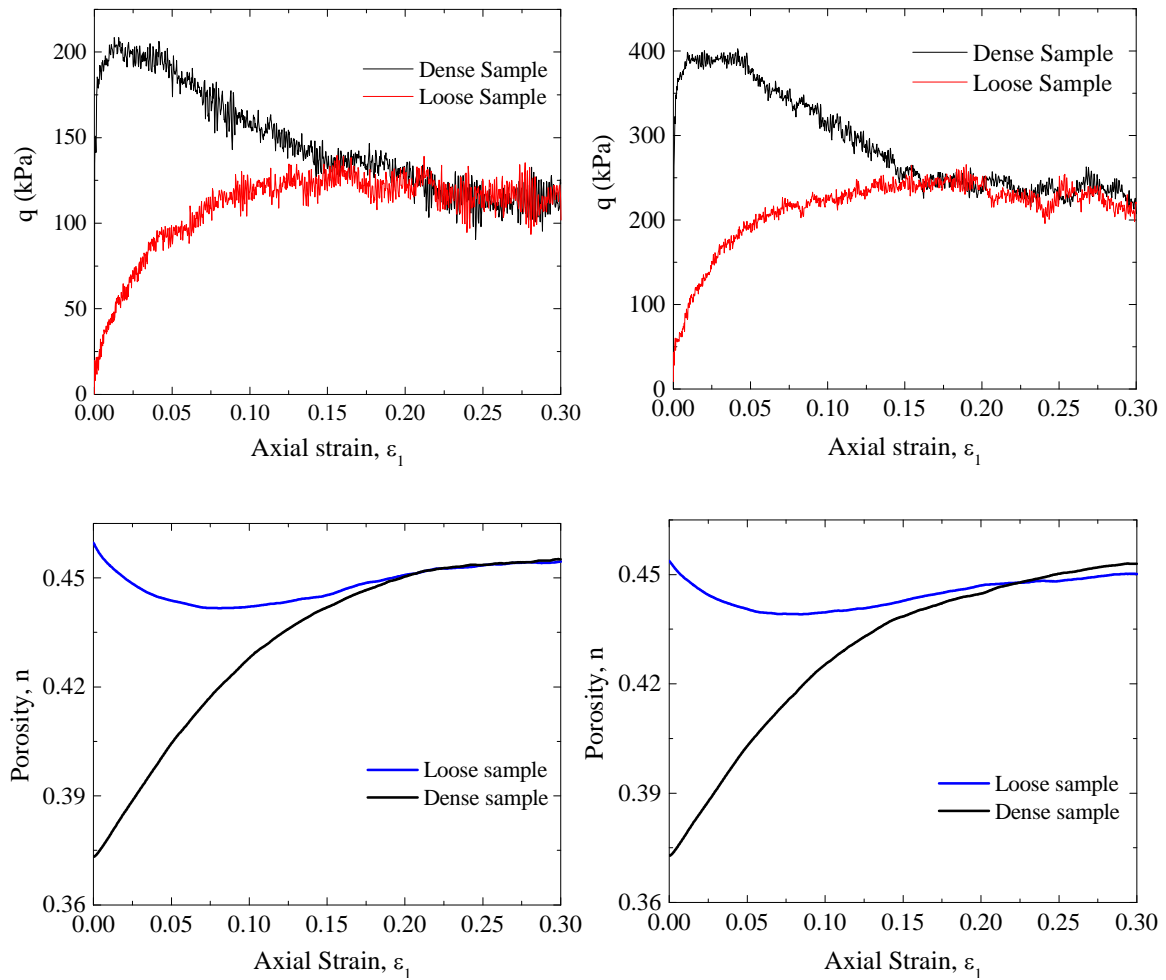 200
150
100
50
0
q (kPa)
Dense Sample
Loose Sample
0.00 0.05 0.10 0.15 0.20 0.25 0.30
Axial strain, ε₁
400
300
200
100
0
q (kPa)
Dense Sample
Loose Sample
0.00 0.05 0.10 0.15 0.20 0.25 0.30
Axial strain, ε₁
0.45
0.42
0.39
0.36
Porosity, n
Loose sample
Dense sample
0.00 0.05 0.10 0.15 0.20 0.25 0.30
Axial Strain, ε₁
0.45
0.42
0.39
0.36
Porosity, n
Loose sample
Dense sample
0.00 0.05 0.10 0.15 0.20 0.25 0.30
Axial Strain, ε₁